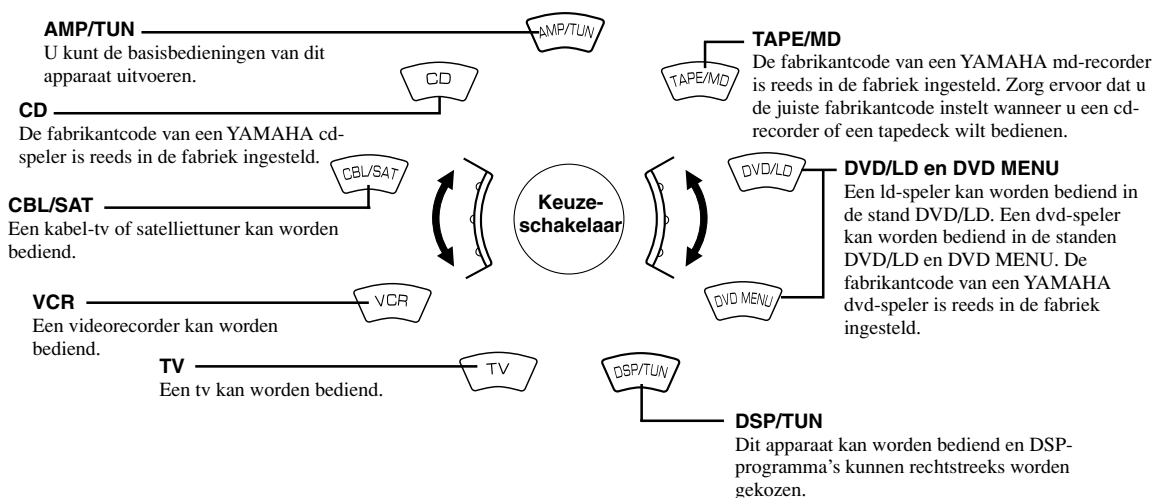 AMP/TUN
U kunt de basisbedieningen van dit
apparaat uitvoeren.
AMP/TUN
CD
De fabrikantcode van een YAMAHA cd-
speler is reeds in de fabriek ingesteld.
CD
CBL/SAT
Een kabel-tv of satelliettuner kan worden
bediend.
CBL/SAT
VCR
Een videorecorder kan worden
bediend.
VCR
TV
Een tv kan worden bediend.
TV
Keuze-
schakelaar
TAPE/MD
TAPE/MD
De fabrikantcode van een YAMAHA md-recorder
is reeds in de fabriek ingesteld. Zorg ervoor dat u
de juiste fabrikantcode instelt wanneer u een cd-
recorder of een tapedeck wilt bedienen.
DVD/LD
DVD/LD en DVD MENU
Een ld-speler kan worden bediend in
de stand DVD/LD. Een dvd-speler
kan worden bediend in de standen
DVD/LD en DVD MENU. De
fabrikantcode van een YAMAHA
dvd-speler is reeds in de fabriek
ingesteld.
DVD MENU
DSP/TUN
DSP/TUN
Dit apparaat kan worden bediend en DSP-
programma's kunnen rechtstreeks worden
gekozen.